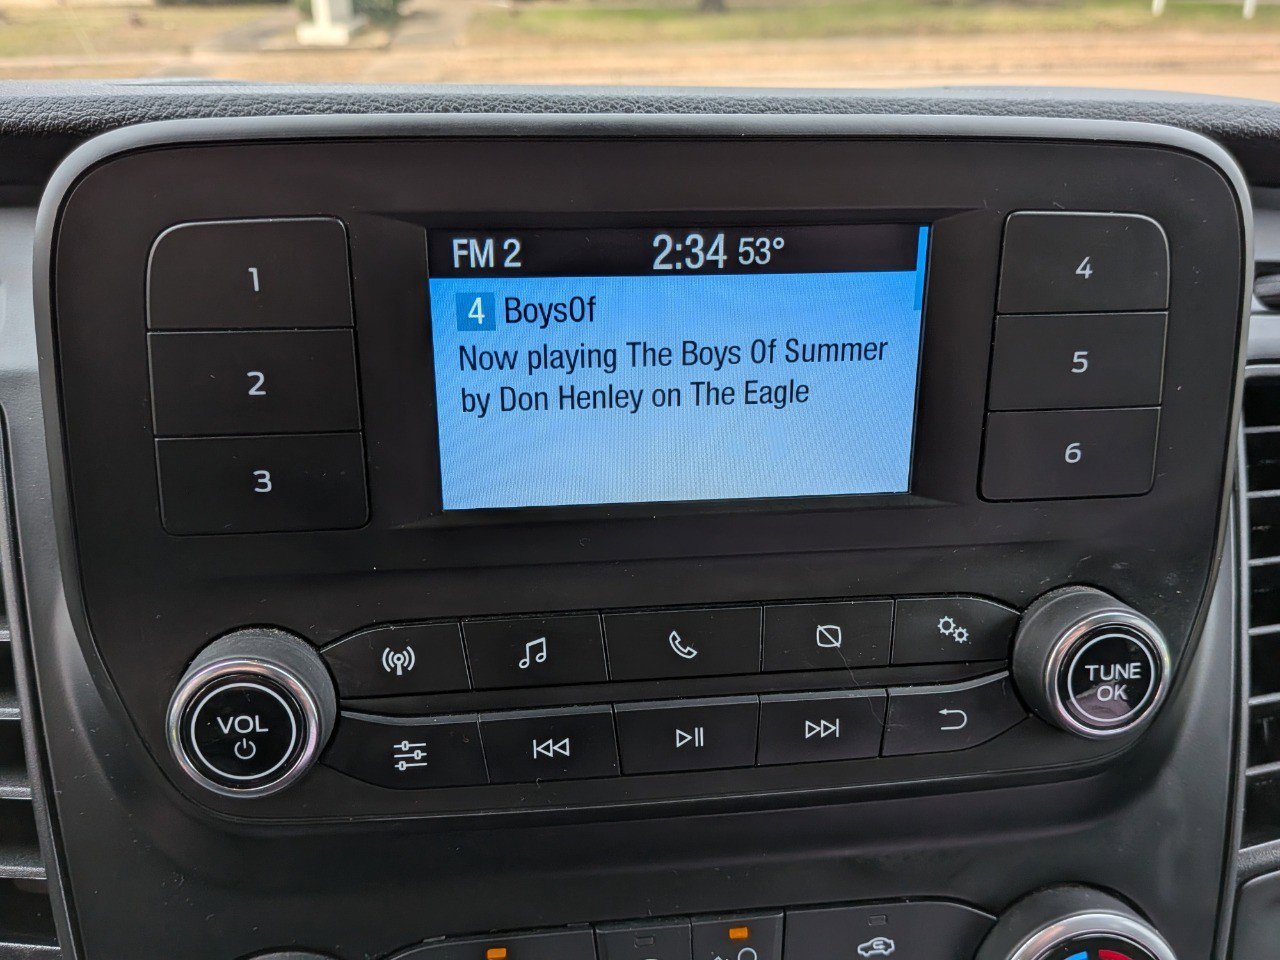 FM 2 2:34 53°
4 BoysOf
Now playing The Boys Of Summer
by Don Henley on The Eagle
1
2
3
4
5
6
VOL
TUNE
OK